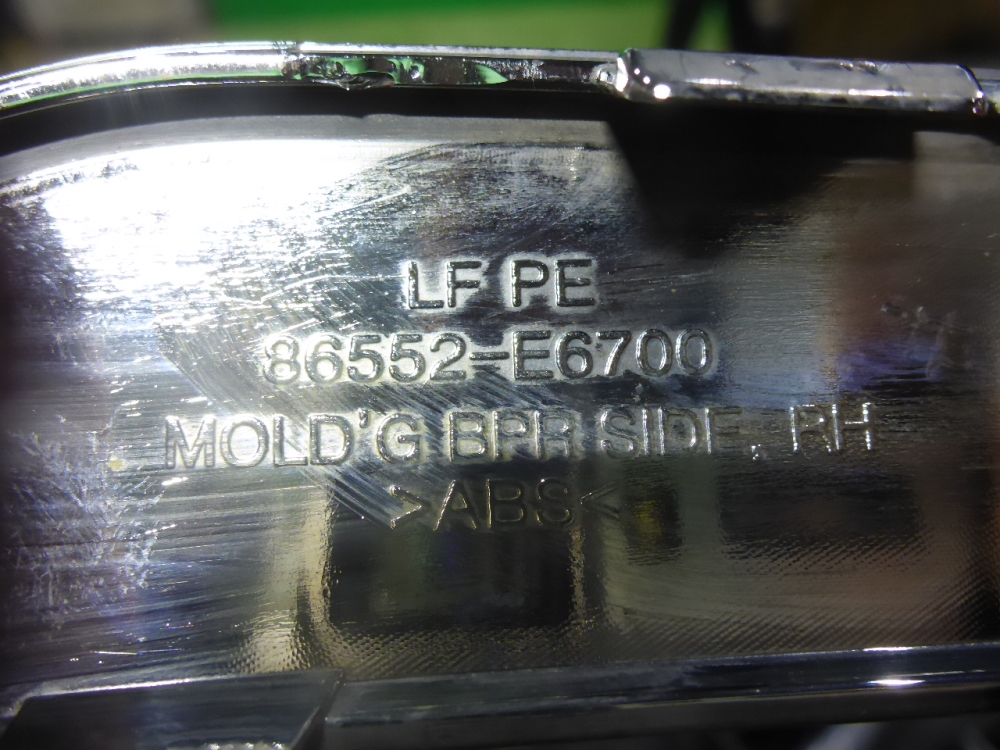 LF PE
86552-E6700
MOLD'G BPR SIDE, RH
>ABS<